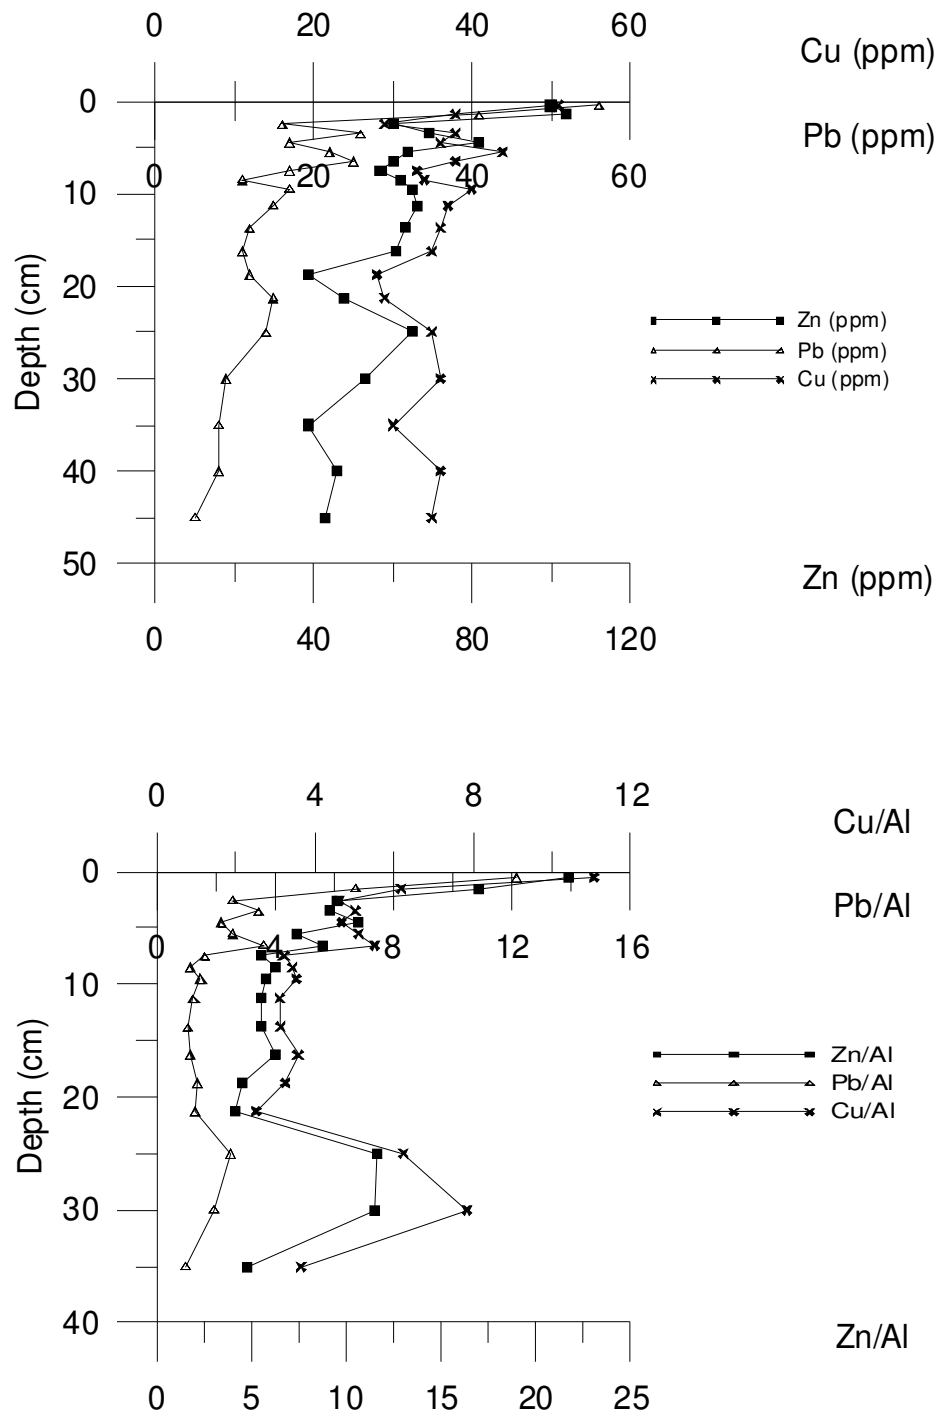 0 20 40 60
Cu (ppm)
0
Pb (ppm)
0 20 40 60
10
20
30
40
50
Depth (cm)
Zn (ppm)
Pb (ppm)
Cu (ppm)
Zn (ppm)
0 40 80 120
0 4 8 12
Cu/Al
0
Pb/Al
0 4 8 12 16
10
20
30
40
Depth (cm)
Zn/Al
Pb/Al
Cu/Al
Zn/Al
0 5 10 15 20 25